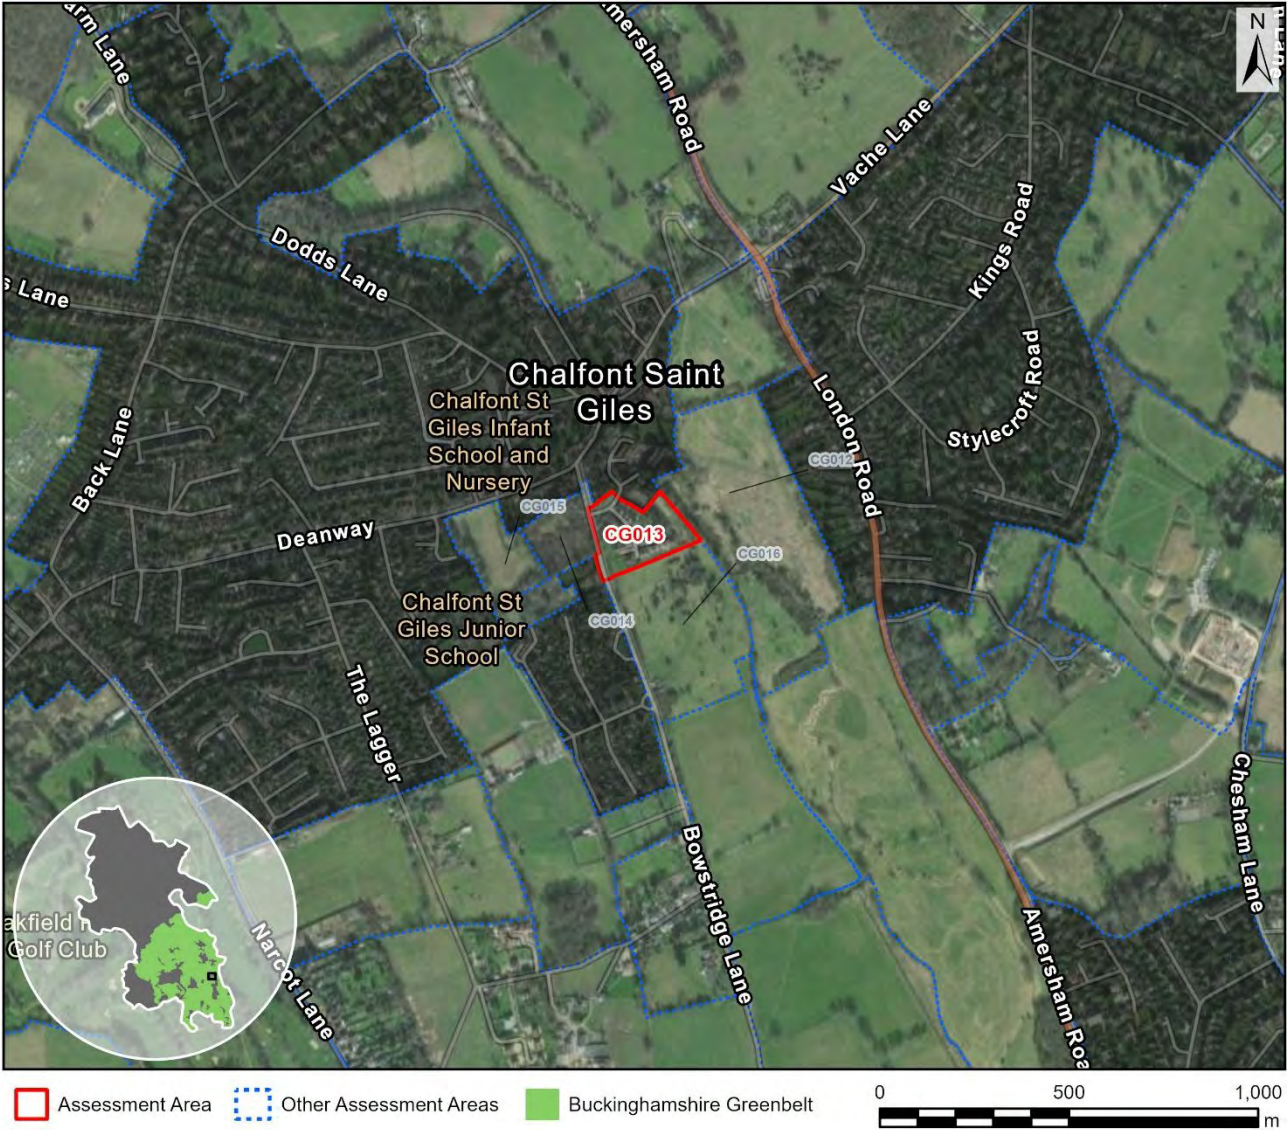 arm Lane
mersham Road
N
Vache Lane
Kings Road
Dodds Lane
s Lane
Stylecroft Road
Chalfont Saint
Giles
London Road
Chalfont St
Giles Infant
School and
Nursery
Back Lane
CG012
CG015
Deanway
CG013
CG016
Chalfont St
Giles Junior
School
CG014
The Lagger
Chesham Lane
Bowstridge Lane
akfield
Golf Club
Narcot Lane
Amersham Roa
Assessment Area
Other Assessment Areas
Buckinghamshire Greenbelt
0 500 1,000
m